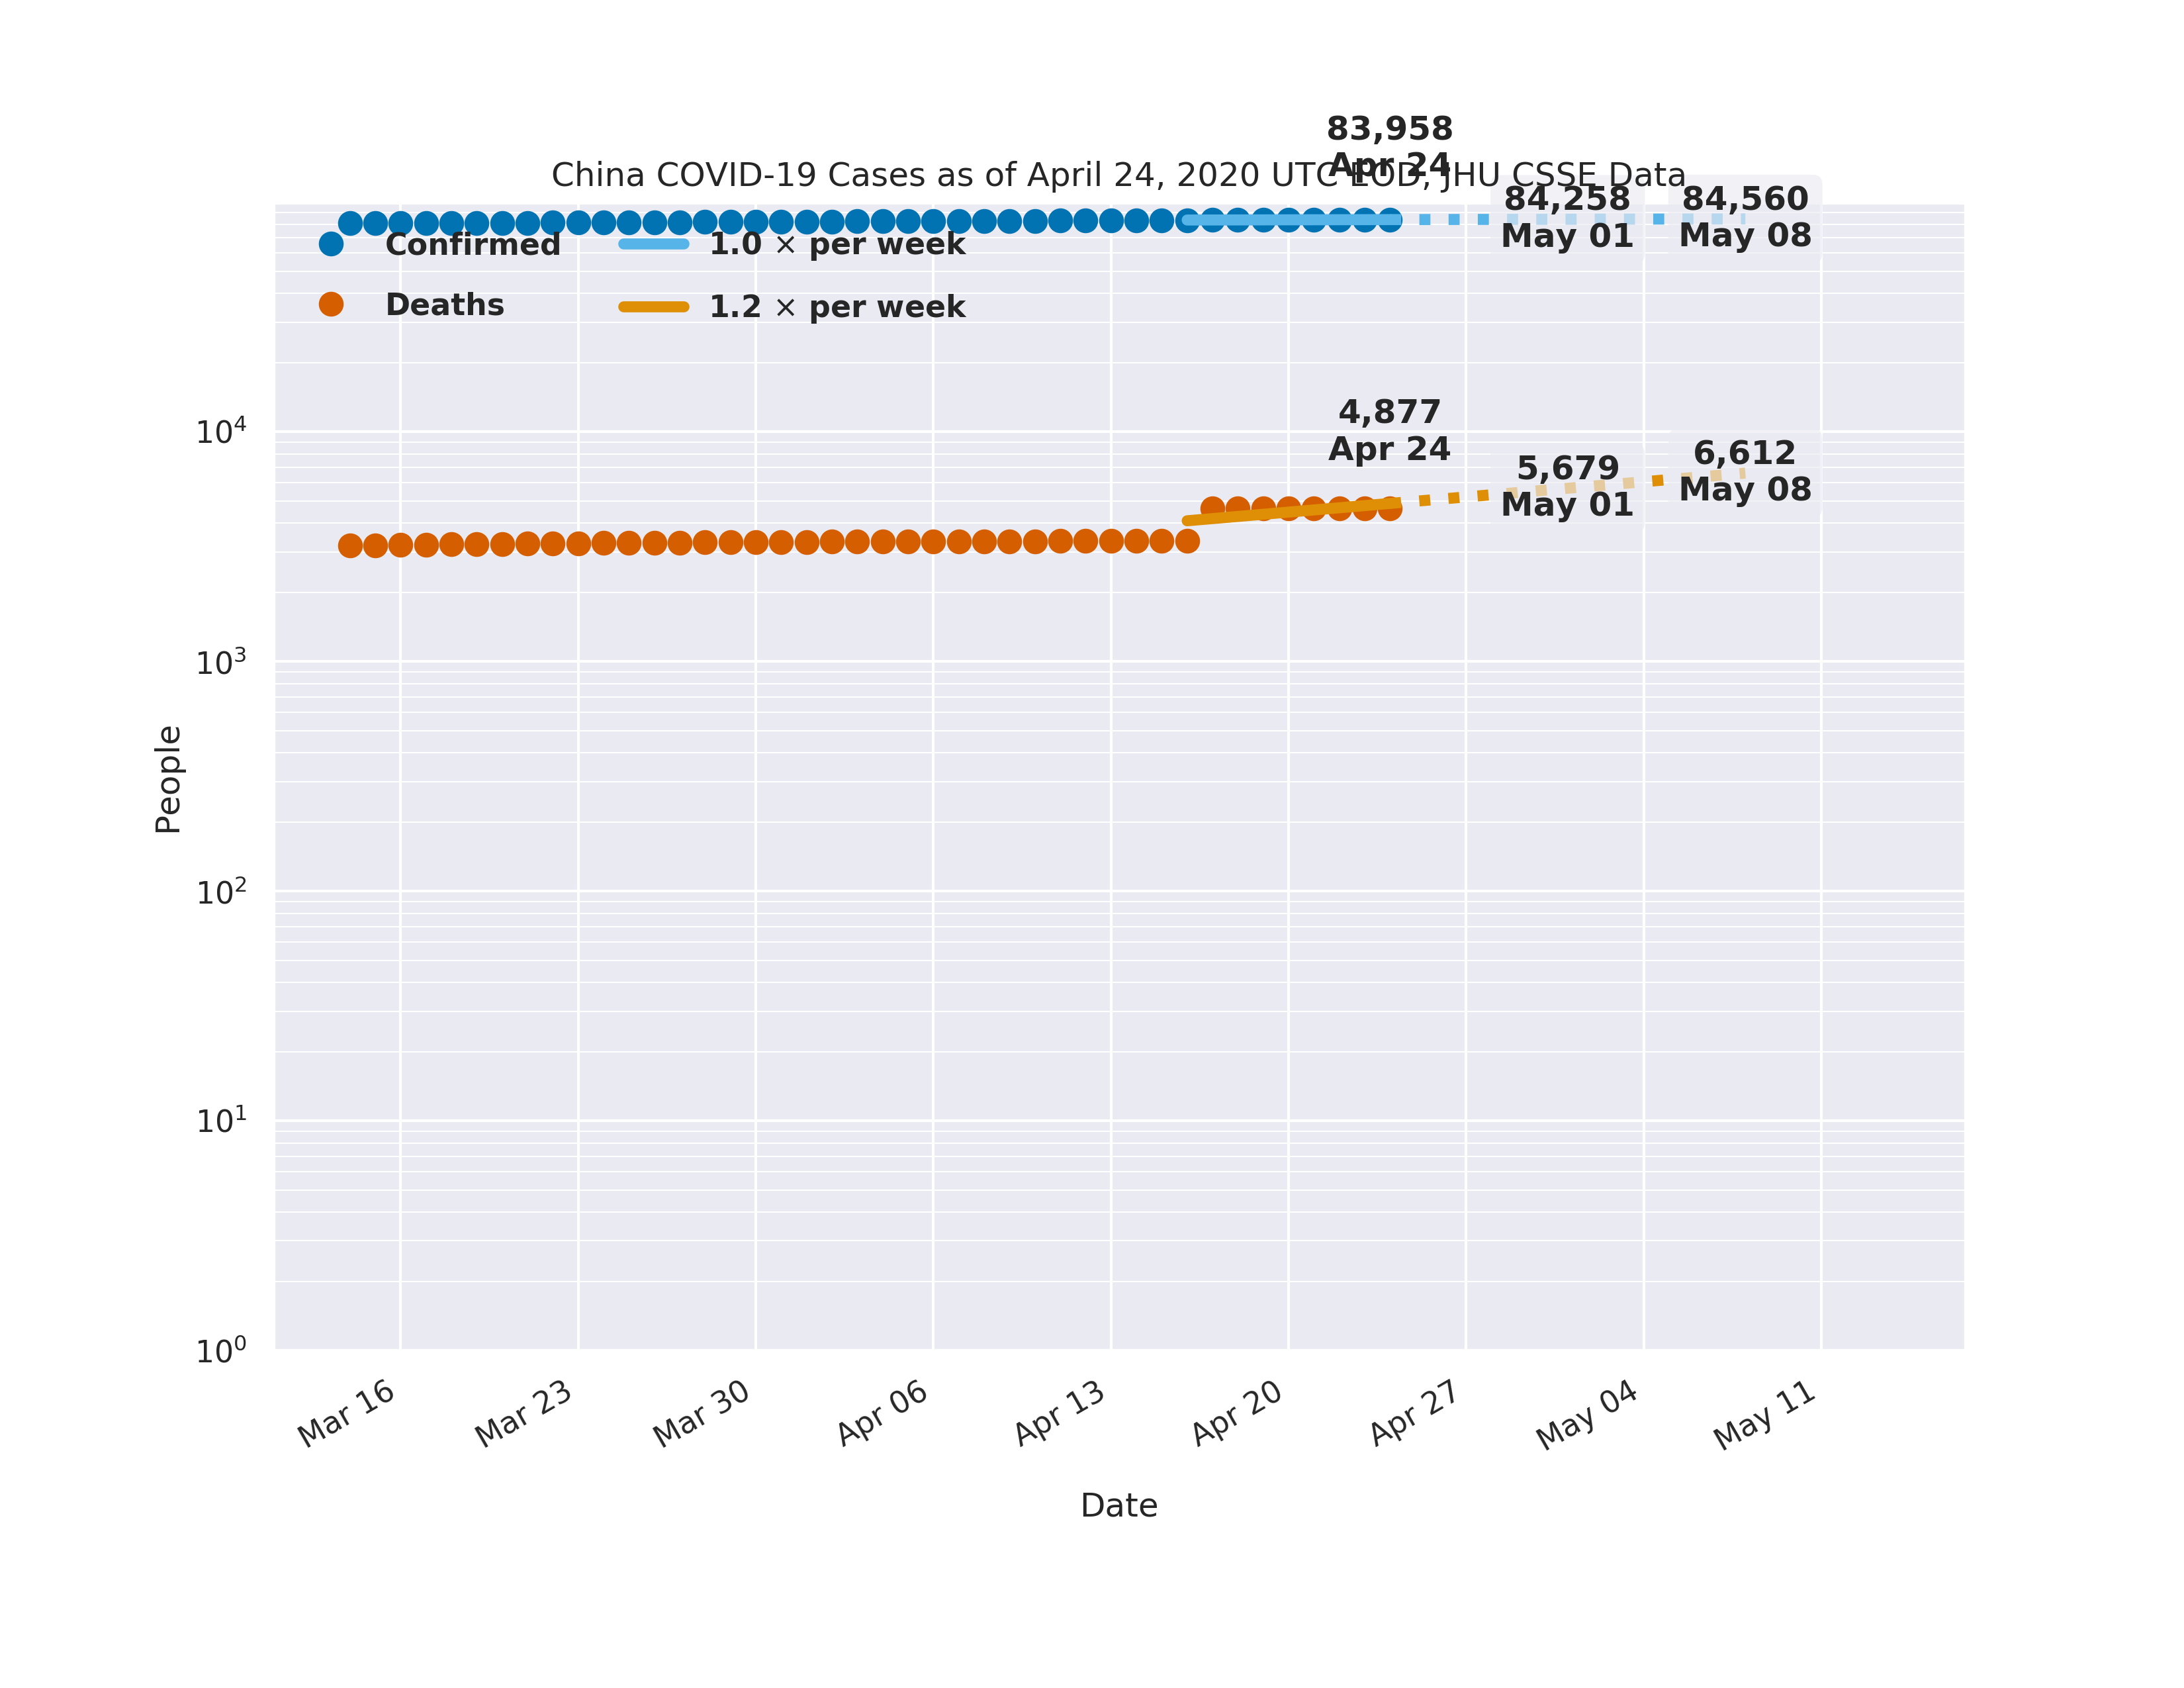 83,958
Apr 24
China COVID-19 Cases as of April 24, 2020 UTC EOD, JHU CSSE Data
84,258
May 01
84,560
May 08
Confirmed
1.0 × per week
Deaths
1.2 × per week
4,877
Apr 24
5,679
May 01
6,612
May 08
10⁴
10³
10²
10¹
10⁰
People
Mar 16
Mar 23
Mar 30
Apr 06
Apr 13
Apr 20
Apr 27
May 04
May 11
Date